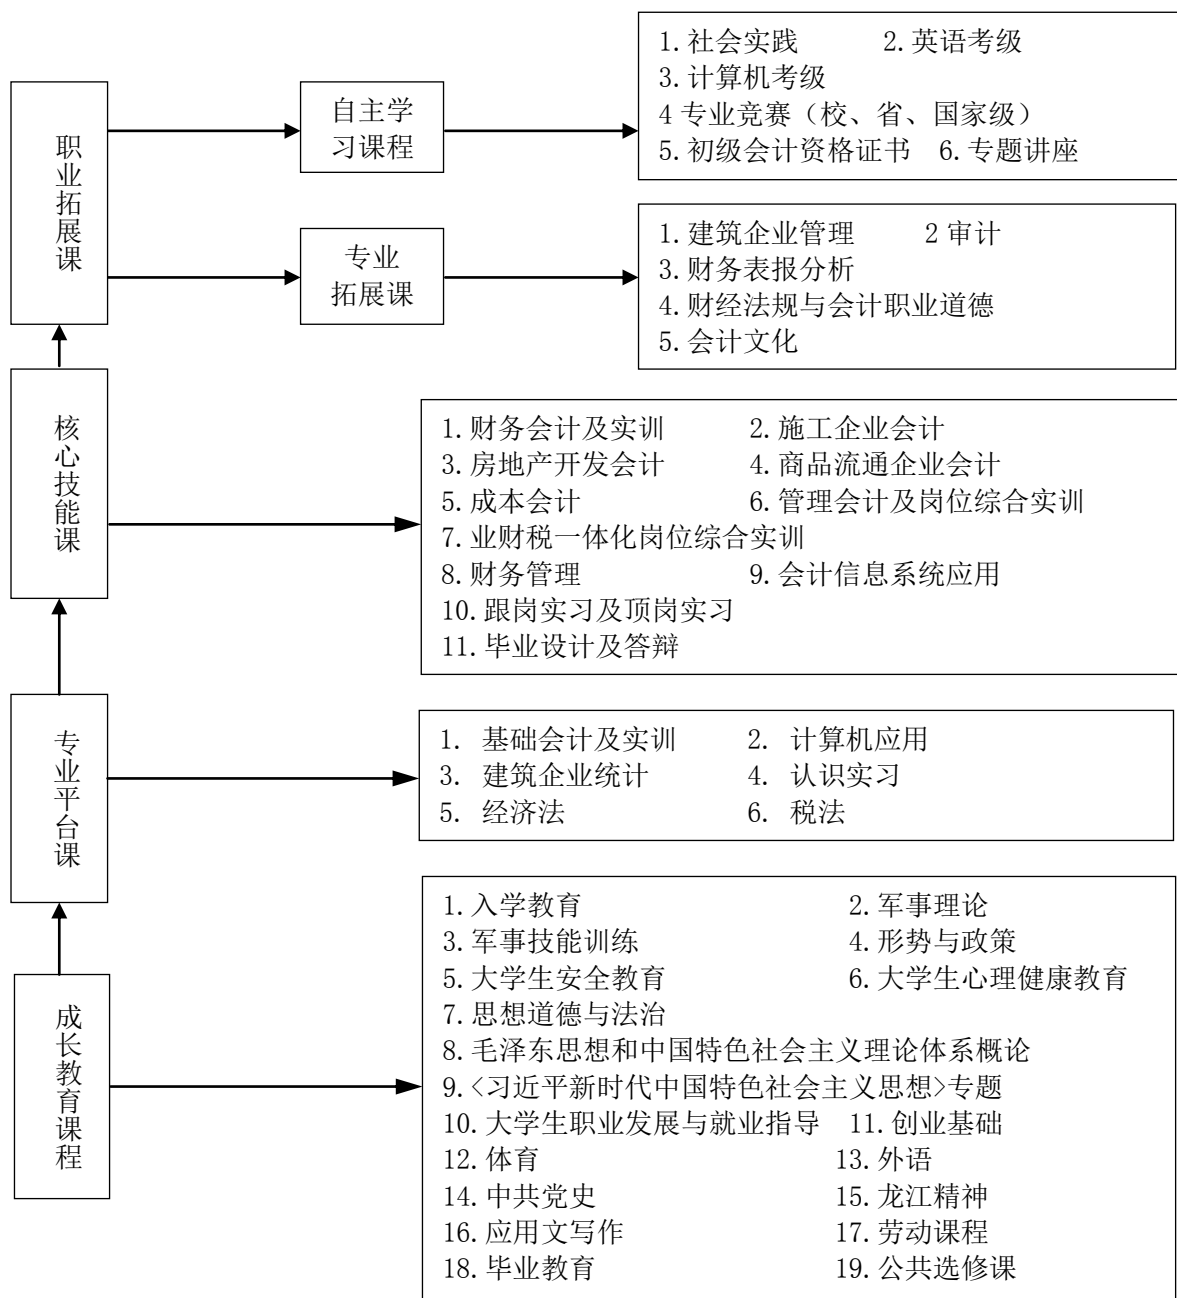 职业拓展课
自主学
习课程
1.社会实践 2.英语考级
3.计算机考级
4 专业竞赛（校、省、国家级）
5.初级会计资格证书 6.专题讲座
专业
拓展课
1.建筑企业管理 2 审计
3.财务表报分析
4.财经法规与会计职业道德
5.会计文化
核心技能课
1.财务会计及实训 2.施工企业会计
3.房地产开发会计 4.商品流通企业会计
5.成本会计 6.管理会计及岗位综合实训
7.业财税一体化岗位综合实训
8.财务管理 9.会计信息系统应用
10.跟岗实习及顶岗实习
11.毕业设计及答辩
专业平台课
1. 基础会计及实训 2. 计算机应用
3. 建筑企业统计 4. 认识实习
5. 经济法 6. 税法
成长教育课程
1.入学教育 2.军事理论
3.军事技能训练 4.形势与政策
5.大学生安全教育 6.大学生心理健康教育
7.思想道德与法治
8.毛泽东思想和中国特色社会主义理论体系概论
9.<习近平新时代中国特色社会主义思想>专题
10.大学生职业发展与就业指导 11.创业基础
12.体育 13.外语
14.中共党史 15.龙江精神
16.应用文写作 17.劳动课程
18.毕业教育 19.公共选修课